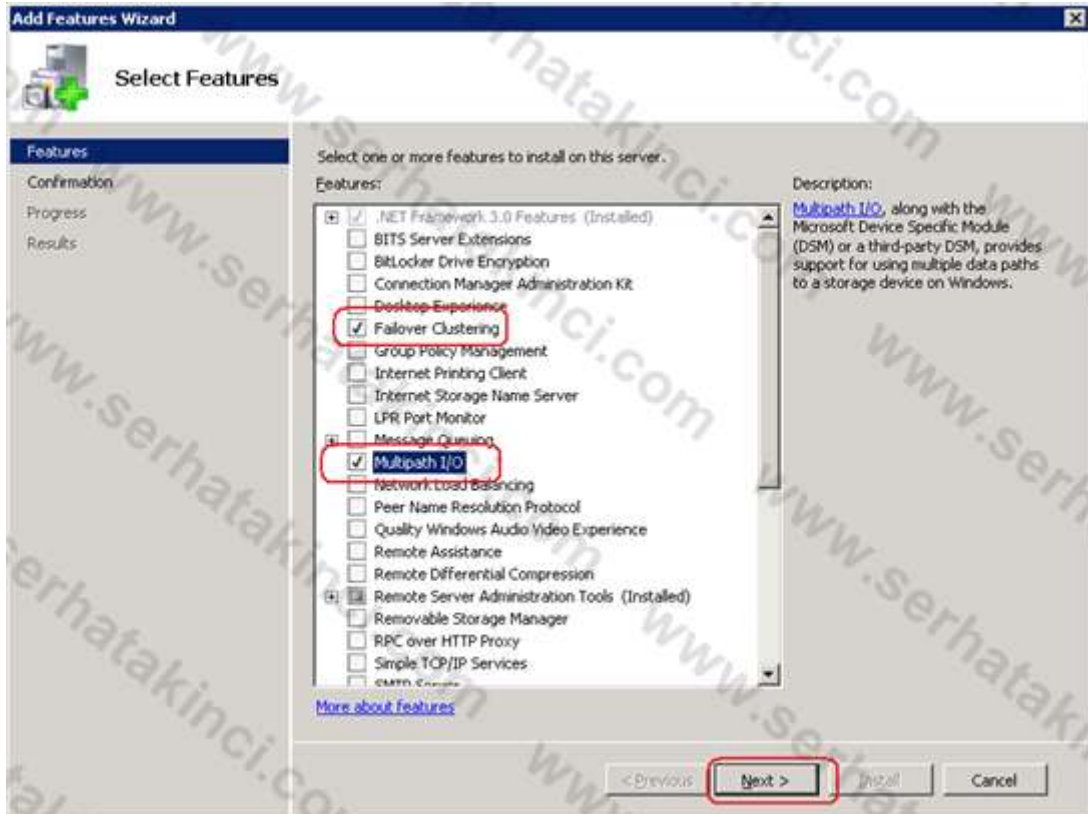 Add Features Wizard
Select Features
Features
Confirmation
Progress
Results
Select one or more features to install on this server.
Features:
.NET Framework 3.0 Features (Installed)
BITS Server Extensions
BitLocker Drive Encryption
Connection Manager Administration Kit
Desktop Experience
Failover Clustering
Group Policy Management
Internet Printing Client
Internet Storage Name Server
LPR Port Monitor
Message Queuing
Multipath I/O
Network Load Balancing
Peer Name Resolution Protocol
Quality Windows Audio Video Experience
Remote Assistance
Remote Differential Compression
Remote Server Administration Tools (Installed)
Removable Storage Manager
RPC over HTTP Proxy
Simple TCP/IP Services
SMTP Server
More about features
Description:
Multipath I/O, along with the
Microsoft Device Specific Module
(DSM) or a third-party DSM, provides
support for using multiple data paths
to a storage device on Windows.
< Previous
Next >
Install
Cancel
www.serhatakinci.com